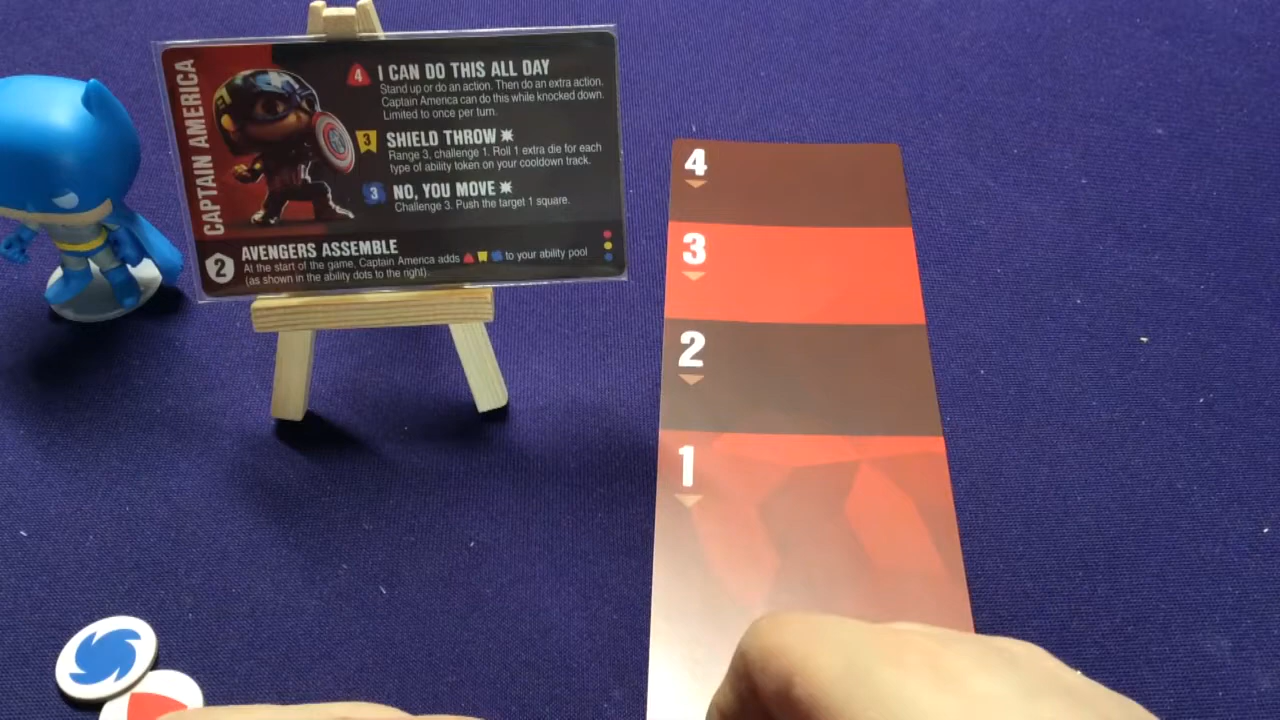 CAPTAIN AMERICA
4 I CAN DO THIS ALL DAY
Stand up or do an action. Then do an extra action.
Captain America can do this while knocked down.
Limited to once per turn.
3 SHIELD THROW
Range 3, challenge 1. Roll 1 extra die for each
type of ability token on your cooldown track.
3 NO, YOU MOVE
Challenge 3. Push the target 1 square.
2 AVENGERS ASSEMBLE
At the start of the game, Captain America adds to your ability pool
(as shown in the ability dots to the right).
4
3
2
1